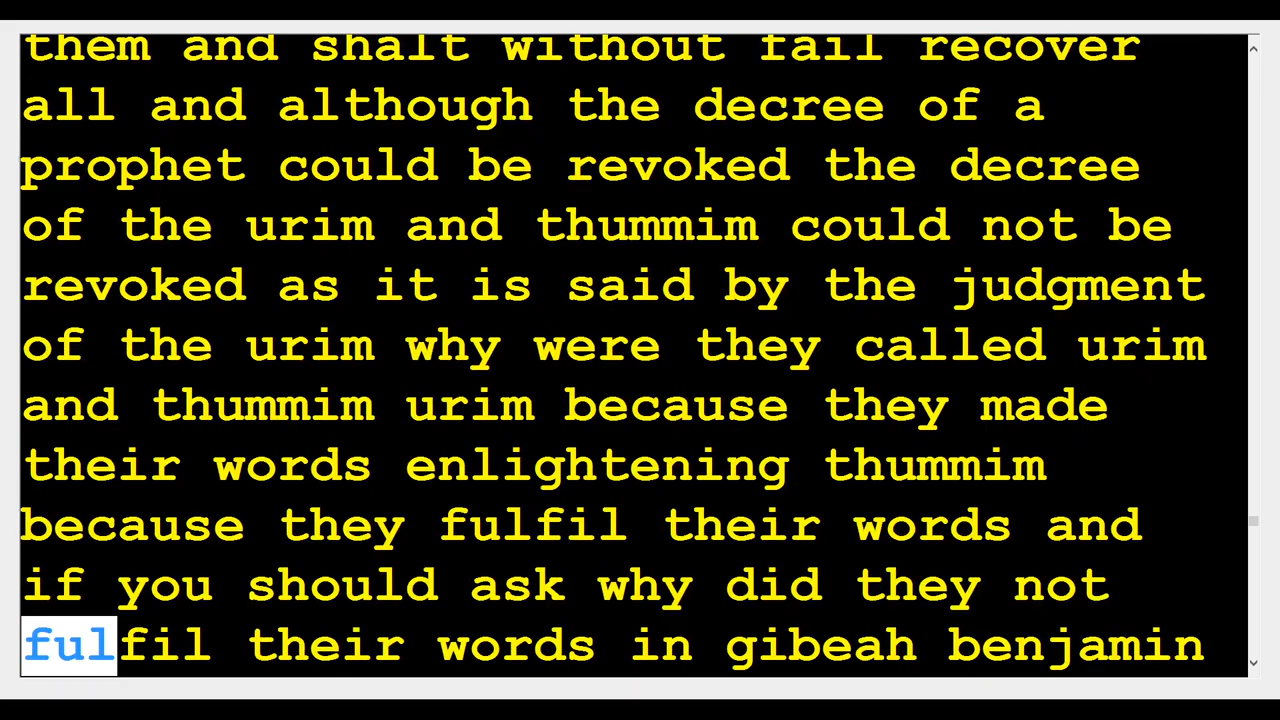 them and shalt without fail recover
all and although the decree of a
prophet could be revoked the decree
of the urim and thummim could not be
revoked as it is said by the judgment
of the urim why were they called urim
and thummim urim because they made
their words enlightening thummim
because they fulfil their words and
if you should ask why did they not
fulfil their words in gibeah benjamin